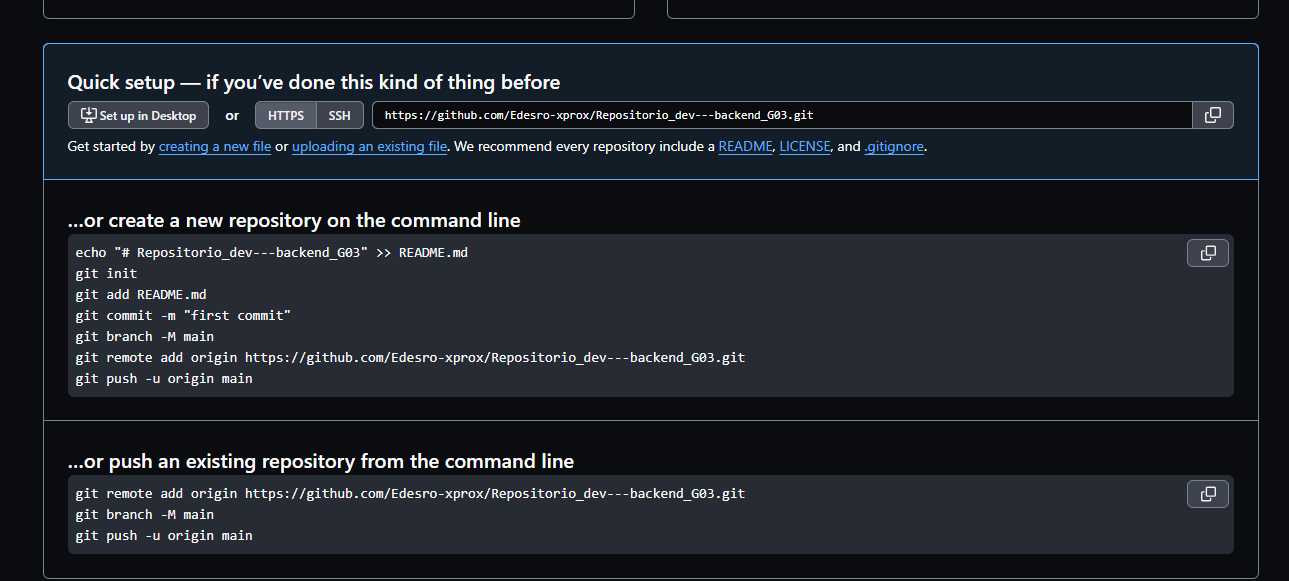 Quick setup — if you’ve done this kind of thing before
Set up in Desktop or HTTPS SSH https://github.com/Edesro-xprox/Repositorio_dev---backend_G03.git
Get started by creating a new file or uploading an existing file. We recommend every repository include a README, LICENSE, and .gitignore.
…or create a new repository on the command line
echo "# Repositorio_dev---backend_G03" >> README.md
git init
git add README.md
git commit -m "first commit"
git branch -M main
git remote add origin https://github.com/Edesro-xprox/Repositorio_dev---backend_G03.git
git push -u origin main
…or push an existing repository from the command line
git remote add origin https://github.com/Edesro-xprox/Repositorio_dev---backend_G03.git
git branch -M main
git push -u origin main